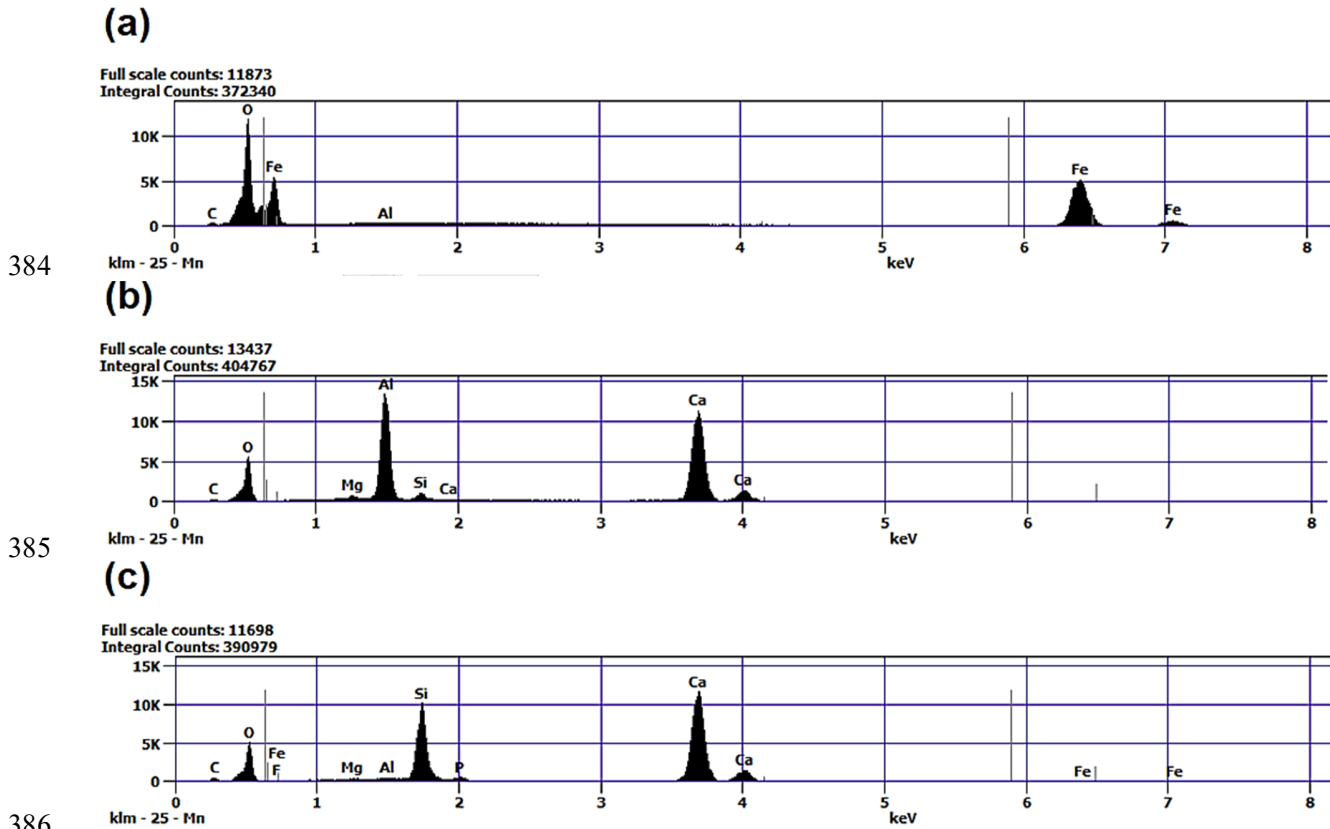 (a)
Full scale counts: 11873
Integral Counts: 372340
O
10K
Fe
Fe
5K
C
Al
Fe
0
0 1 2 3 4 5 6 7 8
384
klm - 25 - Mn keV
(b)
Full scale counts: 13437
Integral Counts: 404767
15K
Al
Ca
10K
O
5K
C
Mg
Si
Ca
Ca
0
0 1 2 3 4 5 6 7 8
385
klm - 25 - Mn keV
(c)
Full scale counts: 11698
Integral Counts: 390979
15K
Si
Ca
10K
O
5K
Fe
C
F
Mg
Al
P
Ca
Fe
Fe
0
0 1 2 3 4 5 6 7 8
386
klm - 25 - Mn keV